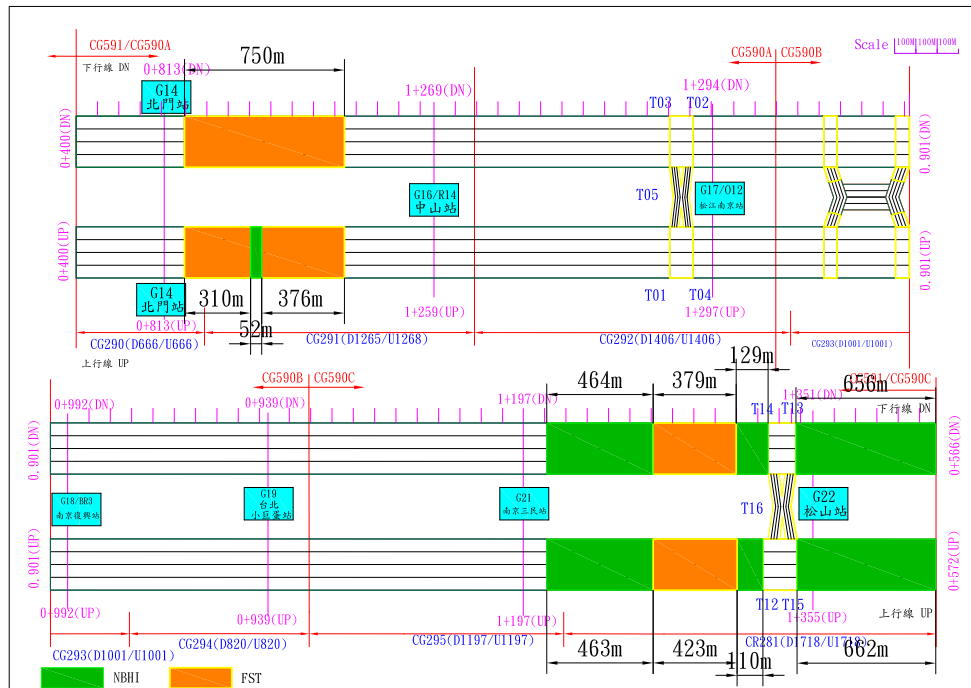 CG591/CG590A
750m
CG590A
CG590B
Scale
100M
100M
100M
下行線 DN
0+813(DN)
G14
北門站
1+269(DN)
T03
T02
1+294(DN)
0+400(DN)
0.901(DN)
G16/R14
中山站
T05
G17/O12
松江南京站
0+400(UP)
0.901(UP)
G14
北門站
310m
376m
T01
T04
0+813(UP)
52m
1+259(UP)
1+297(UP)
CG290(D666/U666)
CG291(D1265/U1268)
CG292(D1406/U1406)
CG293(D1001/U1001)
上行線 UP
129m
CG590B
CG590C
464m
379m
CG591/CG590C
656m
0+992(DN)
0+939(DN)
1+197(DN)
T14
T13
1+351(DN)
下行線 DN
0.901(DN)
0+566(DN)
G18/BR3
南京復興站
G19
台北
小巨蛋站
G21
南京三民站
T16
G22
松山站
0.901(UP)
0+572(UP)
0+992(UP)
0+939(UP)
1+197(UP)
T12
T15
1+355(UP)
上行線 UP
CG293(D1001/U1001)
CG294(D820/U820)
CG295(D1197/U1197)
CR281(D1718/U1718)
463m
423m
110m
662m
NBHI
FST